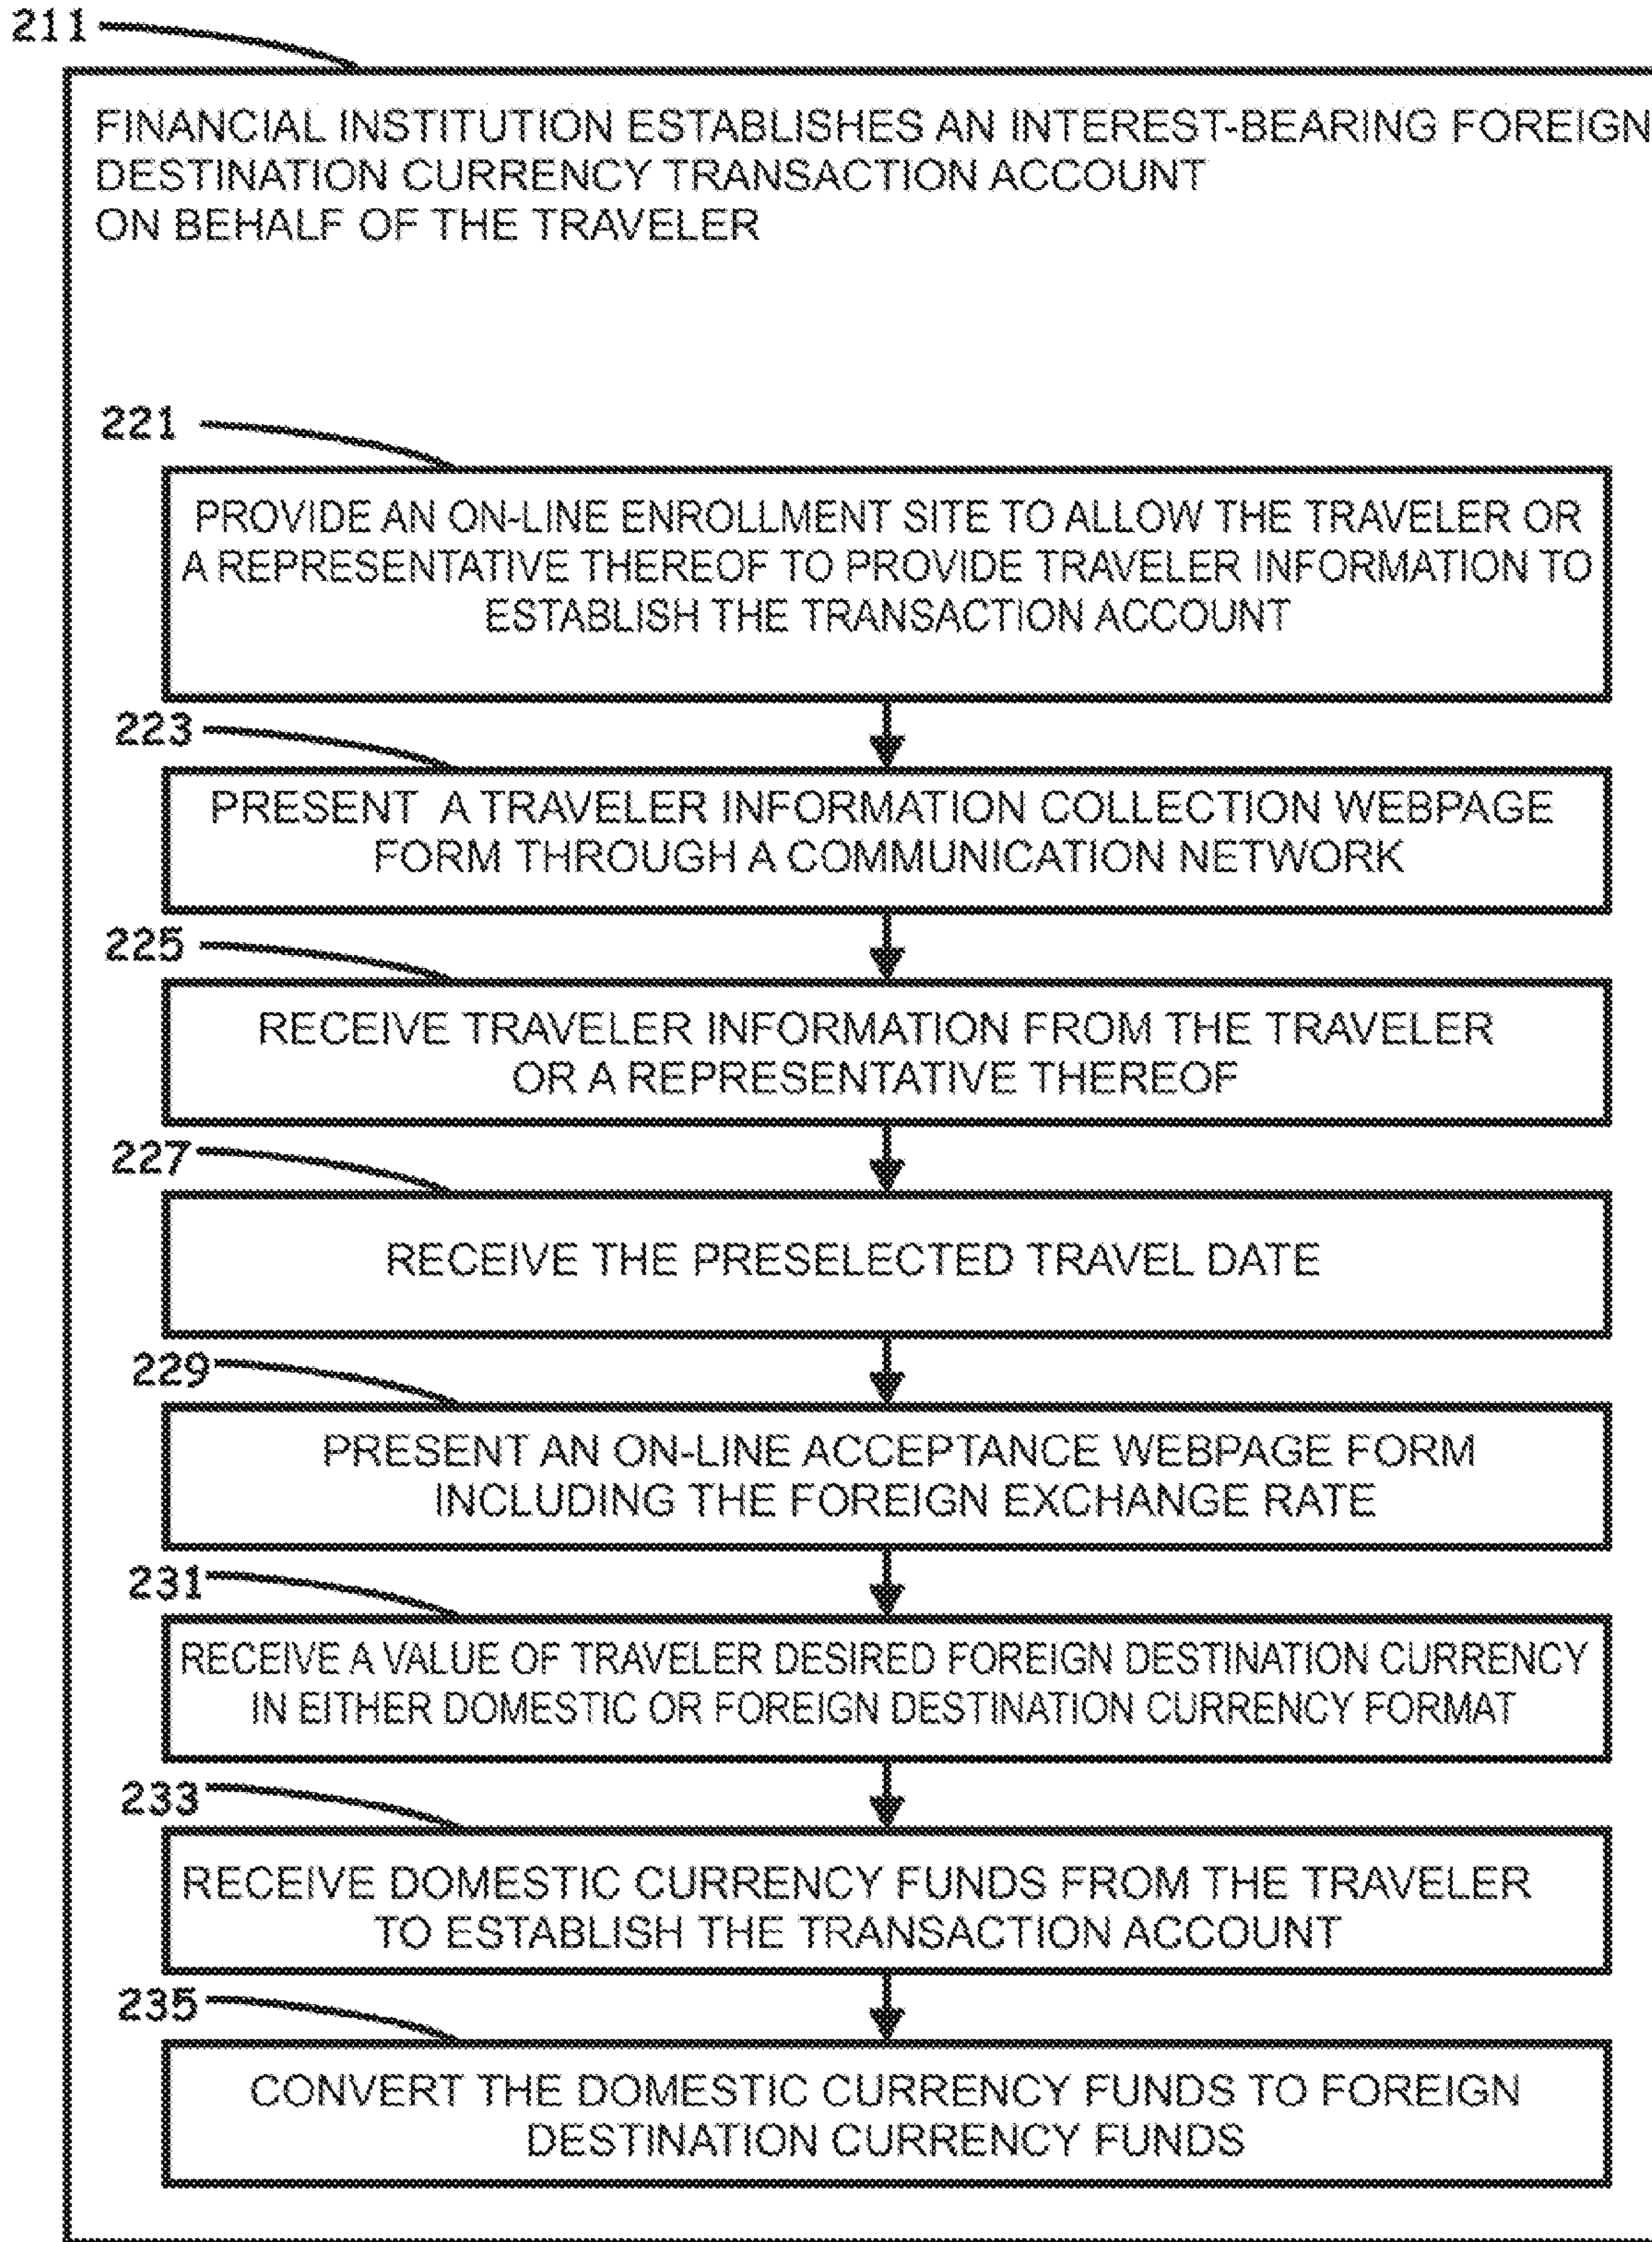 211
FINANCIAL INSTITUTION ESTABLISHES AN INTEREST-BEARING FOREIGN
DESTINATION CURRENCY TRANSACTION ACCOUNT
ON BEHALF OF THE TRAVELER
221
PROVIDE AN ON-LINE ENROLLMENT SITE TO ALLOW THE TRAVELER OR
A REPRESENTATIVE THEREOF TO PROVIDE TRAVELER INFORMATION TO
ESTABLISH THE TRANSACTION ACCOUNT
223
PRESENT A TRAVELER INFORMATION COLLECTION WEBPAGE
FORM THROUGH A COMMUNICATION NETWORK
225
RECEIVE TRAVELER INFORMATION FROM THE TRAVELER
OR A REPRESENTATIVE THEREOF
227
RECEIVE THE PRESELECTED TRAVEL DATE
229
PRESENT AN ON-LINE ACCEPTANCE WEBPAGE FORM
INCLUDING THE FOREIGN EXCHANGE RATE
231
RECEIVE A VALUE OF TRAVELER DESIRED FOREIGN DESTINATION CURRENCY
IN EITHER DOMESTIC OR FOREIGN DESTINATION CURRENCY FORMAT
233
RECEIVE DOMESTIC CURRENCY FUNDS FROM THE TRAVELER
TO ESTABLISH THE TRANSACTION ACCOUNT
235
CONVERT THE DOMESTIC CURRENCY FUNDS TO FOREIGN
DESTINATION CURRENCY FUNDS